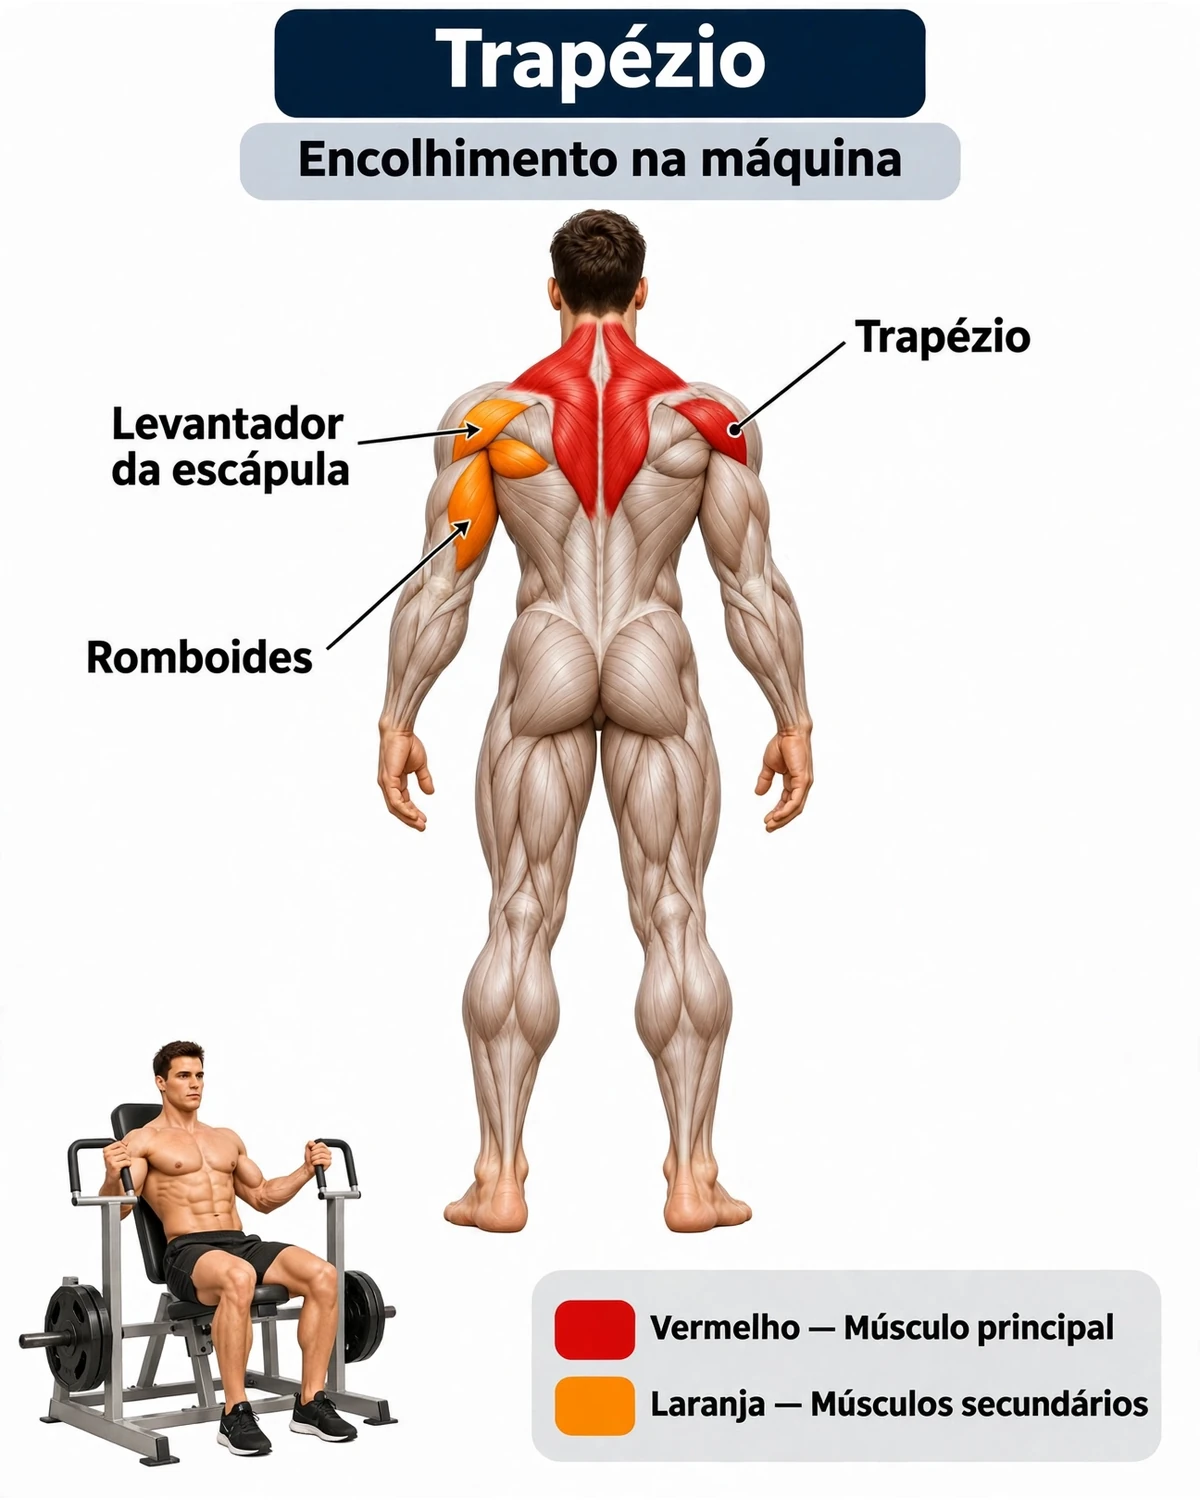 Trapézio
Encolhimento na máquina
Trapézio
Levantador
da escápula
Romboides
Vermelho — Músculo principal
Laranja — Músculos secundários